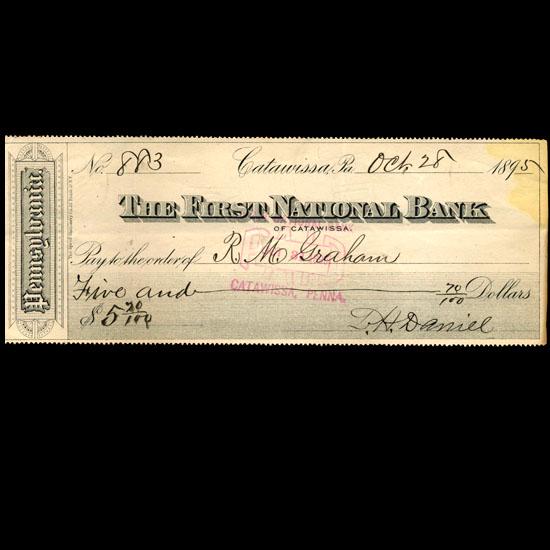 Pennsylvania
No. 883 Catawissa, Pa. Oct 28 1895
THE FIRST NATIONAL BANK
OF CATAWISSA.
Pay to the order of R M Graham
Five and 70/100 Dollars
$5 70/100
D. H. Daniel
CATAWISSA, PENNA.